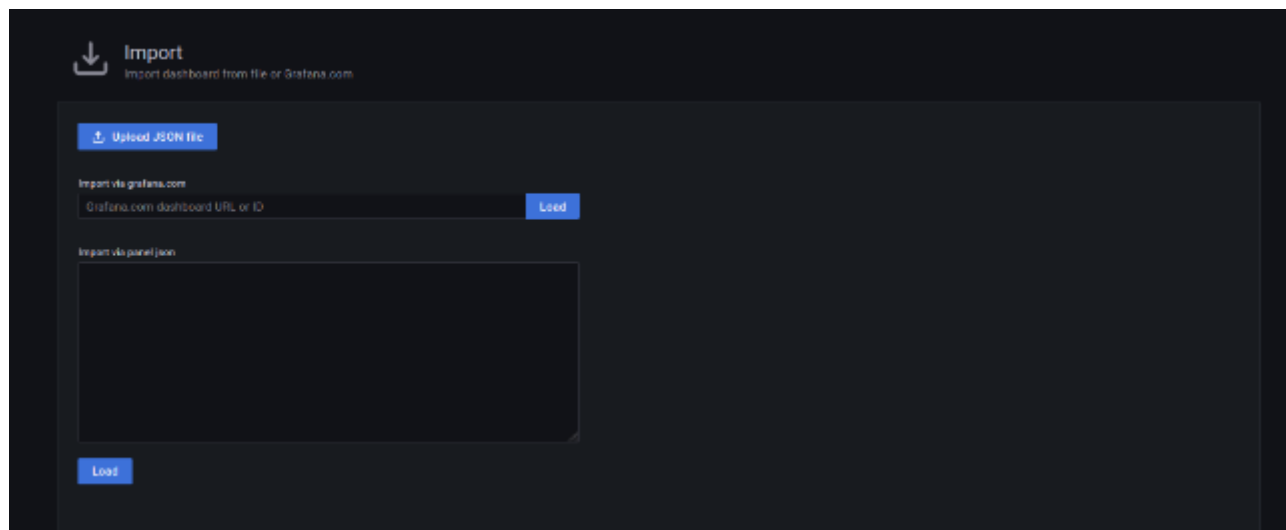 Import
Import dashboard from file or Grafana.com
Upload JSON file
Import via grafana.com
Grafana.com dashboard URL or ID
Load
Import via panel json
Load